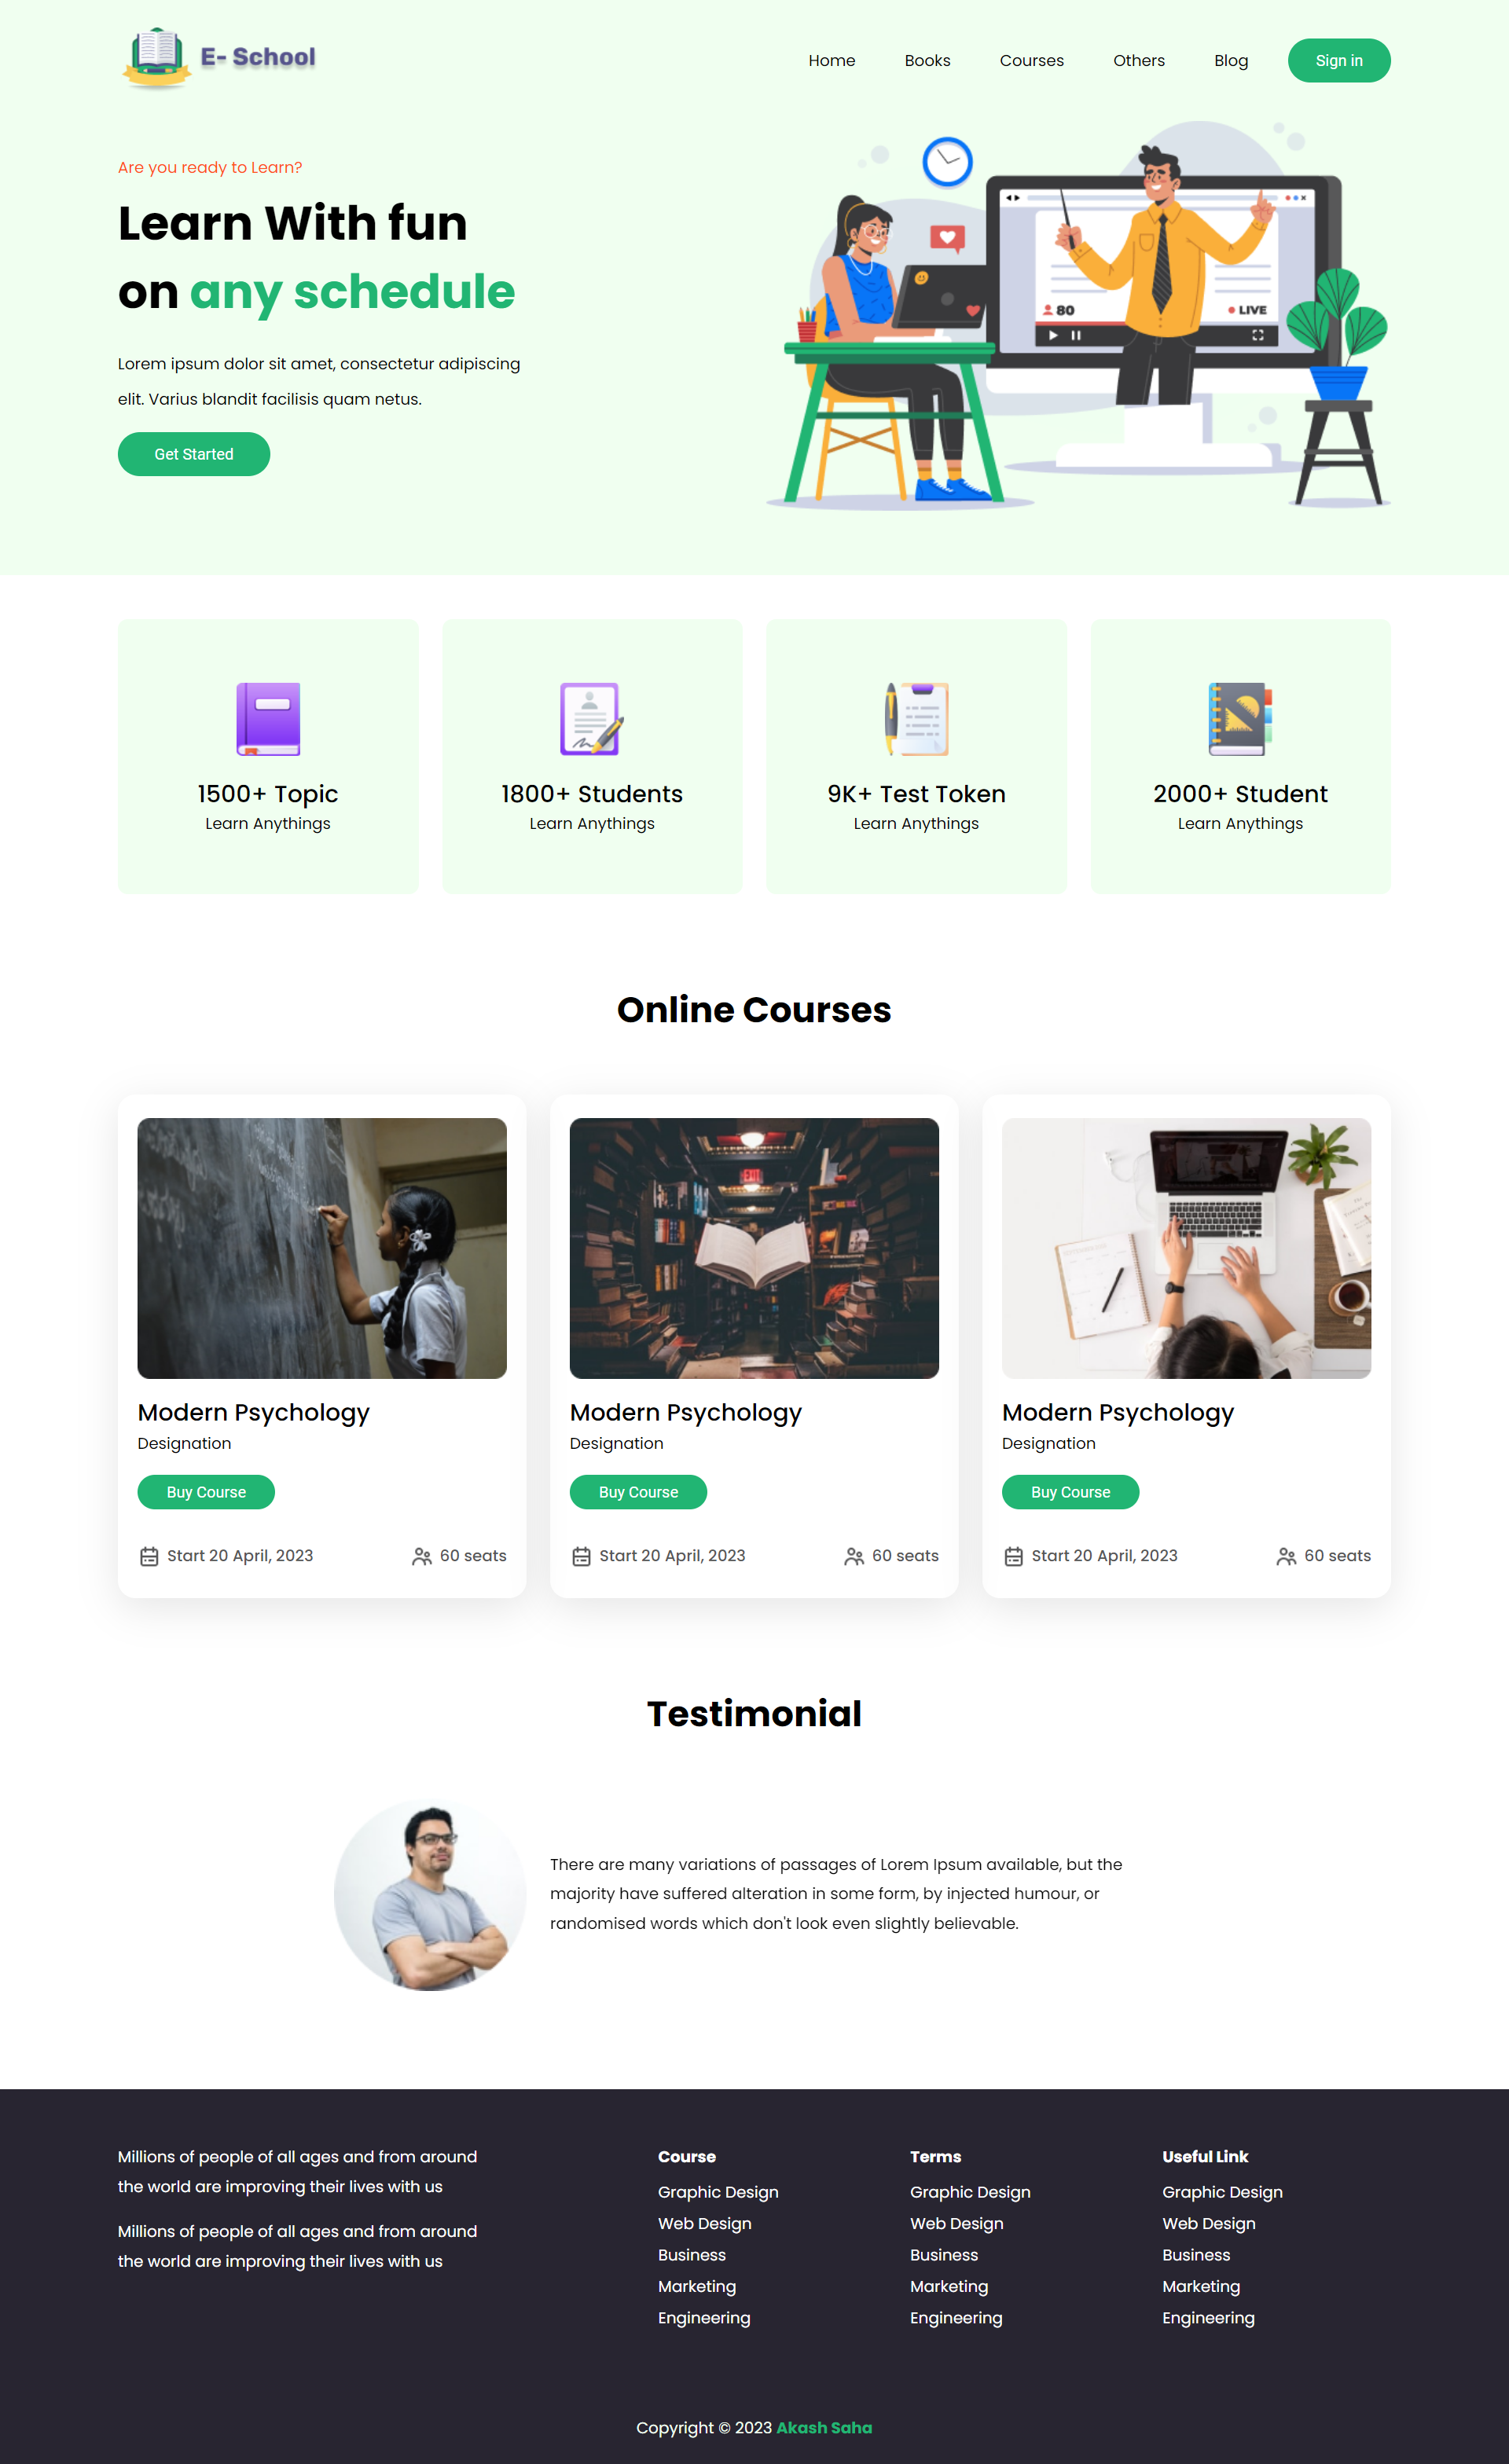 E- School
Home
Books
Courses
Others
Blog
Sign in
Are you ready to Learn?
Learn With fun
on any schedule
Lorem ipsum dolor sit amet, consectetur adipiscing
elit. Varius blandit facilisis quam netus.
Get Started
80
LIVE
1500+ Topic
Learn Anythings
1800+ Students
Learn Anythings
9K+ Test Token
Learn Anythings
2000+ Student
Learn Anythings
Online Courses
EXIT
Modern Psychology
Designation
Buy Course
Start 20 April, 2023
60 seats
Modern Psychology
Designation
Buy Course
Start 20 April, 2023
60 seats
Modern Psychology
Designation
Buy Course
Start 20 April, 2023
60 seats
Testimonial
There are many variations of passages of Lorem Ipsum available, but the
majority have suffered alteration in some form, by injected humour, or
randomised words which don't look even slightly believable.
Millions of people of all ages and from around
the world are improving their lives with us
Millions of people of all ages and from around
the world are improving their lives with us
Course
Graphic Design
Web Design
Business
Marketing
Engineering
Terms
Graphic Design
Web Design
Business
Marketing
Engineering
Useful Link
Graphic Design
Web Design
Business
Marketing
Engineering
Copyright © 2023 Akash Saha